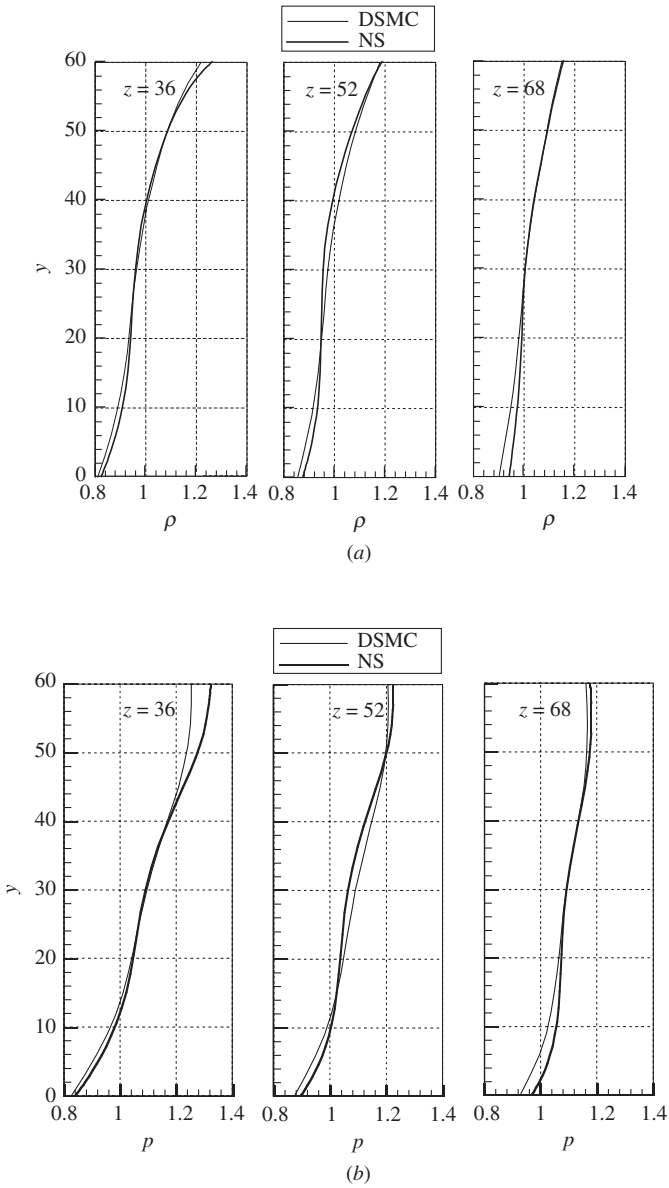 DSMC
NS
60
50
40
30
20
10
0
y
z = 36
z = 52
z = 68
0.8 1 1.2 1.4
0.8 1 1.2 1.4
0.8 1 1.2 1.4
ρ
ρ
ρ
(a)
DSMC
NS
60
50
40
30
20
10
0
y
z = 36
z = 52
z = 68
0.8 1 1.2 1.4
0.8 1 1.2 1.4
0.8 1 1.2 1.4
p
p
p
(b)